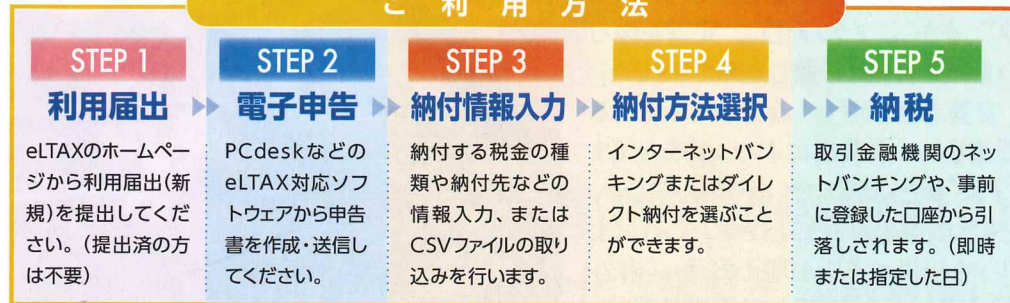 ご利用方法
STEP 1
利用届出
eLTAXのホームペー
ジから利用届出(新
規)を提出してくだ
さい。(提出済の方
は不要)
STEP 2
電子申告
PCdeskなどの
eLTAX対応ソフ
トウェアから申告
書を作成・送信し
てください。
STEP 3
納付情報入力
納付する税金の種
類や納付先などの
情報入力、または
CSVファイルの取り
込みを行います。
STEP 4
納付方法選択
インターネットバン
キングまたはダイレ
クト納付を選ぶこと
ができます。
STEP 5
納税
取引金融機関のネッ
トバンキングや、事前
に登録した口座から引
落しされます。(即時
または指定した日)